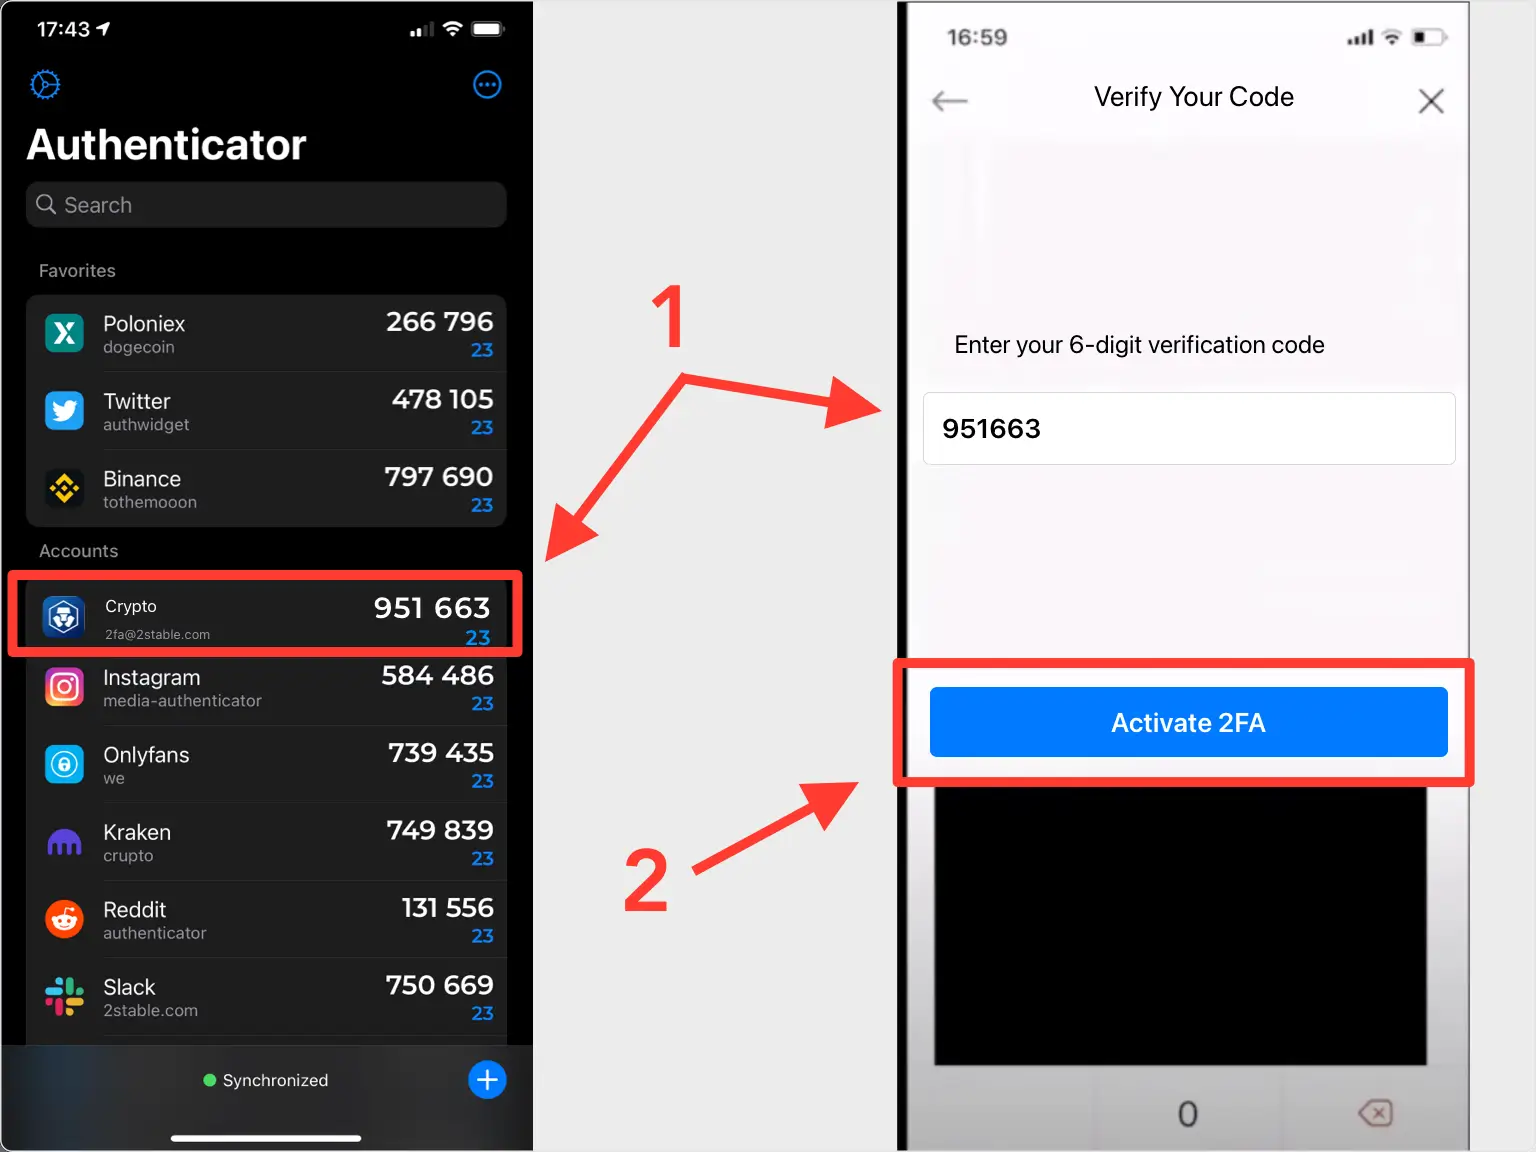 17:43
Authenticator
Search
Favorites
Poloniex
266 796
dogecoin
23
Twitter
478 105
authwidget
23
Binance
797 690
tothemooon
23
Accounts
Crypto
951 663
2fa@2stable.com
23
Instagram
584 486
media-authenticator
23
Onlyfans
739 435
we
23
Kraken
749 839
crupto
23
Reddit
131 556
authenticator
23
Slack
750 669
2stable.com
23
Synchronized
1
2
16:59
Verify Your Code
Enter your 6-digit verification code
951663
Activate 2FA
0